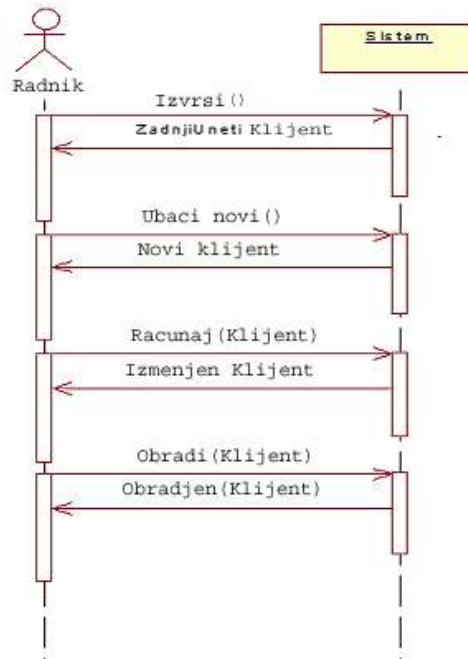 Sistem
Radnik
Izvrsi()
ZadnjiUneti Klijent
Ubaci novi()
Novi klijent
Racunaj(Klijent)
Izmenjen Klijent
Obradi(Klijent)
Obradjen(Klijent)